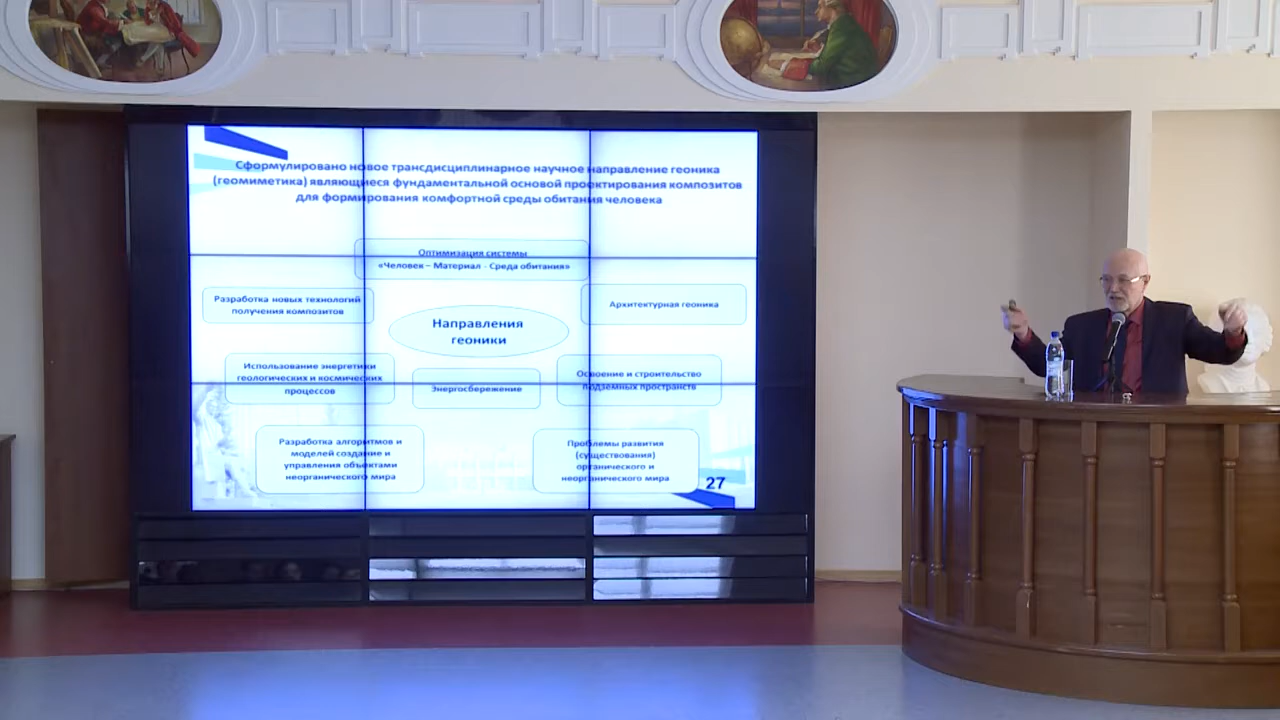 Сформулировано новое трансдисциплинарное научное направление геоника
(геомиметика) являющиеся фундаментальной основой проектирования композитов
для формирования комфортной среды обитания человека
Оптимизация системы
«Человек – Материал - Среда обитания»
Разработка новых технологий
получения композитов
Архитектурная геоника
Направления
геоники
Использование энергетики
геологических и космических
процессов
Энергосбережение
Освоение и строительство
подземных пространств
Разработка алгоритмов и
моделей создание и
управления объектами
неорганического мира
Проблемы развития
(существования)
органического и
неорганического мира
27